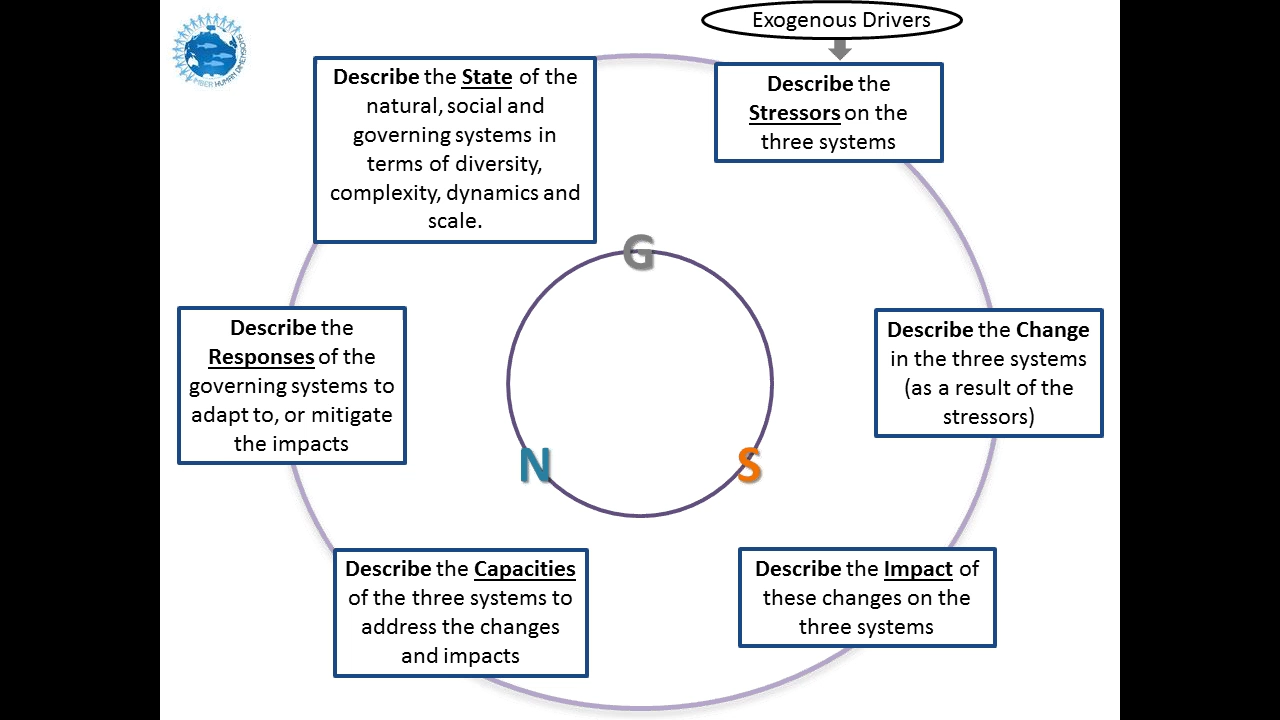 Exogenous Drivers
Describe the State of the
natural, social and
governing systems in
terms of diversity,
complexity, dynamics and
scale.
Describe the
Stressors on the
three systems
G
Describe the
Responses of the
governing systems to
adapt to, or mitigate
the impacts
Describe the Change
in the three systems
(as a result of the
stressors)
N
S
Describe the Capacities
of the three systems to
address the changes
and impacts
Describe the Impact of
these changes on the
three systems
HUMAN DIMENSIONS